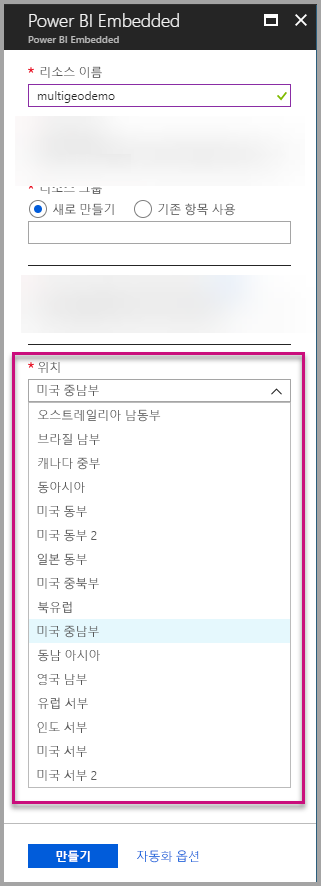 Power BI Embedded
Power BI Embedded
* 리소스 이름
multigeodemo
* 리소스 그룹
새로 만들기 기존 항목 사용
* 위치
미국 중남부
오스트레일리아 남동부
브라질 남부
캐나다 중부
동아시아
미국 동부
미국 동부 2
일본 동부
미국 중북부
북유럽
미국 중남부
동남 아시아
영국 남부
유럽 서부
인도 서부
미국 서부
미국 서부 2
만들기 자동화 옵션